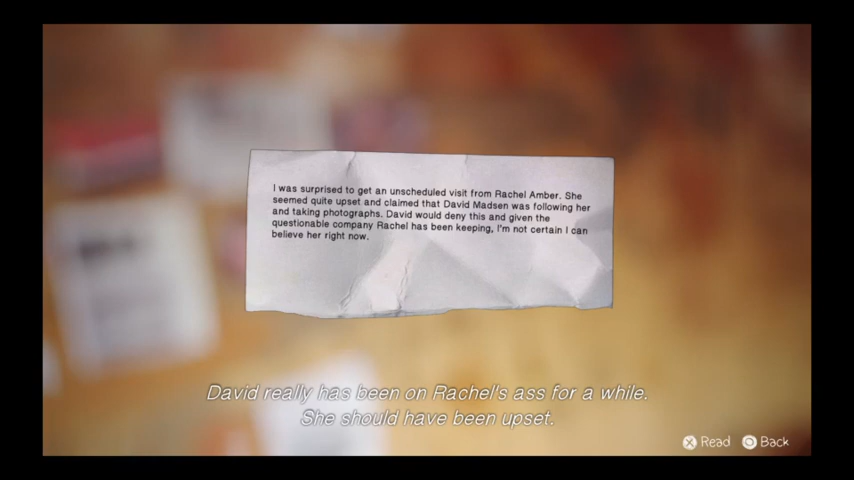 I was surprised to get an unscheduled visit from Rachel Amber. She
seemed quite upset and claimed that David Madsen was following her
and taking photographs. David would deny this and given the
questionable company Rachel has been keeping, I'm not certain I can
believe her right now.
David really has been on Rachel's ass for a while.
She should have been upset.
Read Back